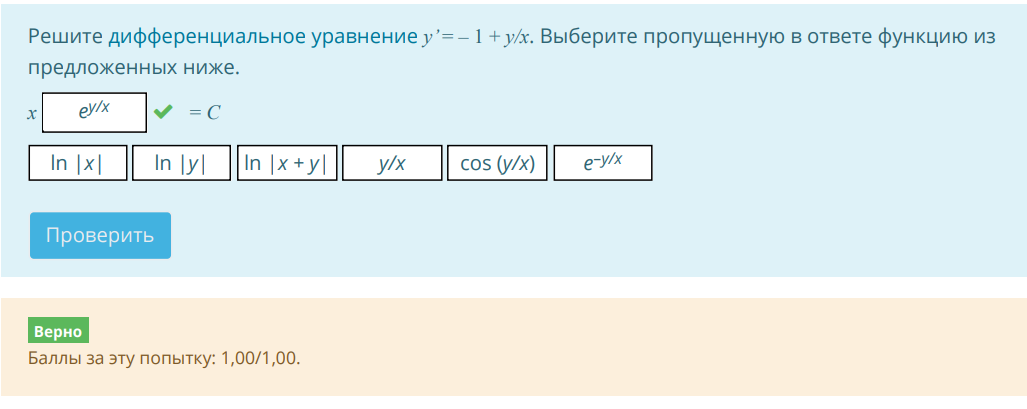 Решите дифференциальное уравнение y’= – 1 + y/x. Выберите пропущенную в ответе функцию из
предложенных ниже.
x e^y/x ✔ = C
ln |x| ln |y| ln |x + y| y/x cos (y/x) e^–y/x
Проверить
Верно
Баллы за эту попытку: 1,00/1,00.